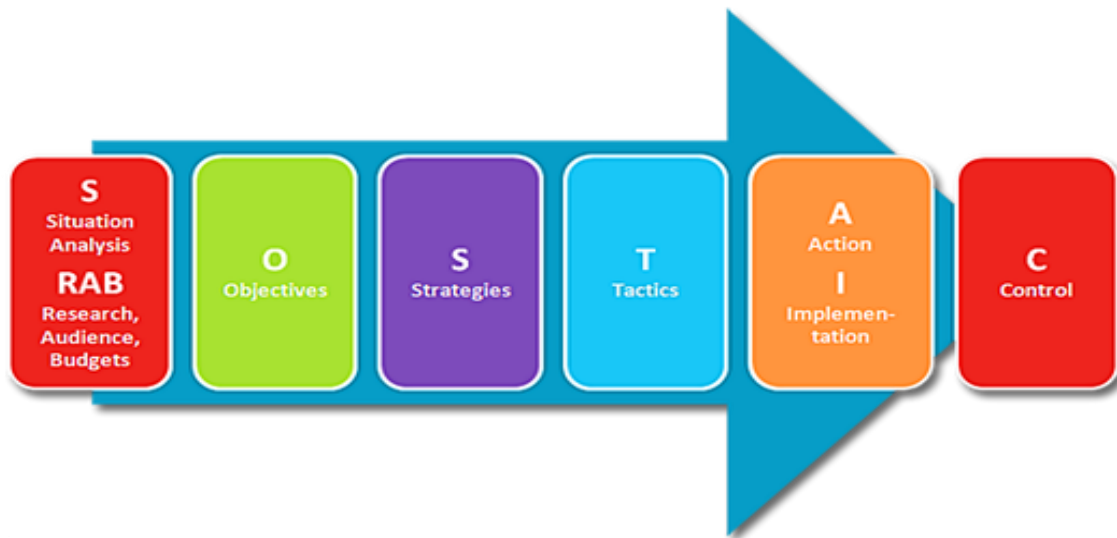 S
Situation
Analysis
RAB
Research,
Audience,
Budgets
O
Objectives
S
Strategies
T
Tactics
A
Action
I
Implemen-
tation
C
Control